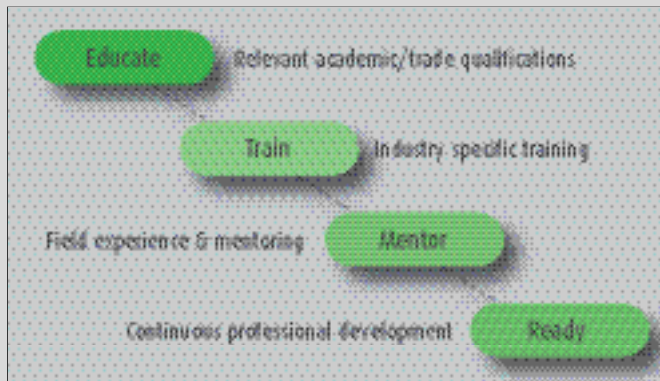 Educate Relevant academic/trade qualifications
Train Industry specific training
Field experience & mentoring Mentor
Continuous professional development Ready